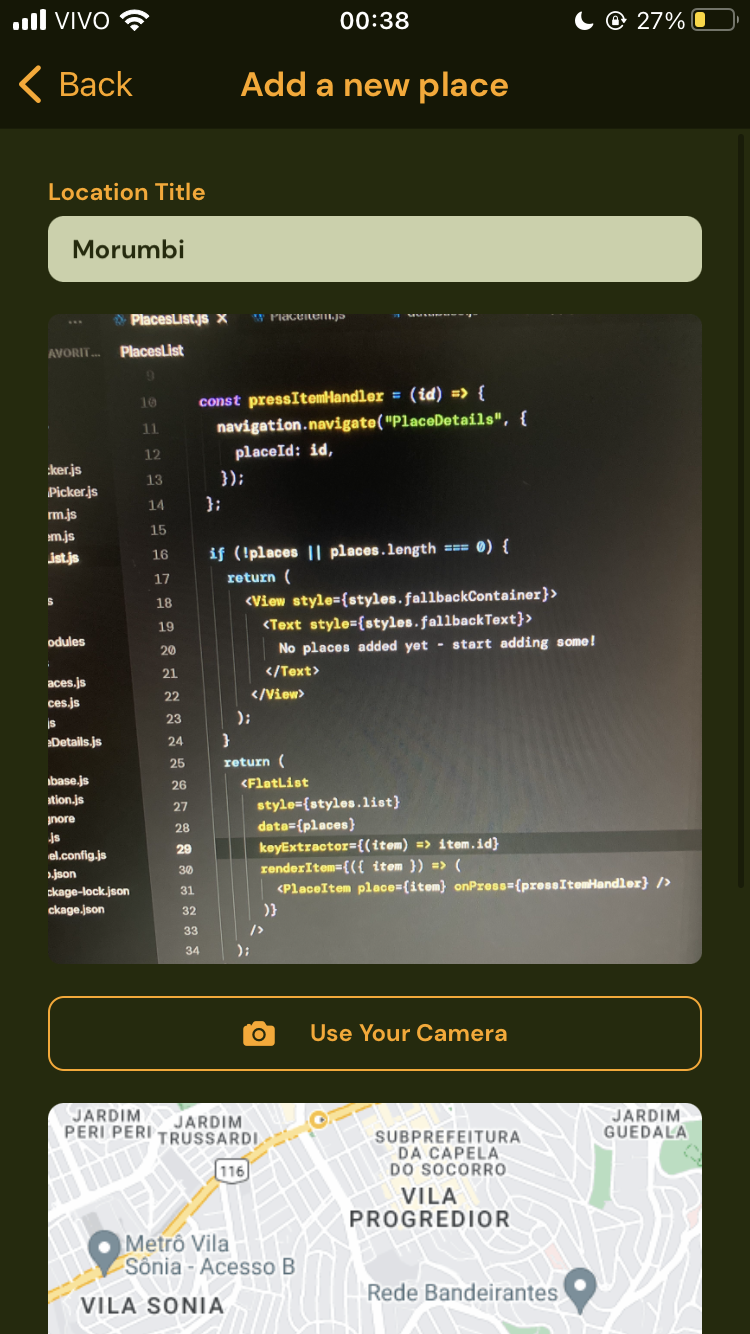 VIVO 00:38 27%
Back Add a new place
Location Title
Morumbi
... PlacesList.js X PlaceItem.js
AVORIT... PlacesList
9
10 const pressItemHandler = (id) => {
11 navigation.navigate("PlaceDetails", {
12 placeId: id,
13 });
14 };
15
16 if (!places || places.length === 0) {
17 return (
18 <View style={styles.fallbackContainer}>
19 <Text style={styles.fallbackText}>
20 No places added yet - start adding some!
21 </Text>
22 </View>
23 );
24 }
25 return (
26 <FlatList
27 style={styles.list}
28 data={places}
29 keyExtractor={(item) => item.id}
30 renderItem={({ item }) => (
31 <PlaceItem place={item} onPress={pressItemHandler} />
32 )}
33 />
34 );
cker.js
Picker.js
rm.js
em.js
List.js
s
odules
aces.js
ces.js
js
eDetails.js
abase.js
ation.js
gnore
.js
el.config.js
.json
ckage-lock.json
ckage.json
Use Your Camera
JARDIM
PERI PERI
JARDIM
TRUSSARDI
116
SUBPREFEITURA
DA CAPELA
DO SOCORRO
JARDIM
GUEDALA
VILA
PROGREDIOR
Metrô Vila
Sônia - Acesso B
Rede Bandeirantes
VILA SONIA